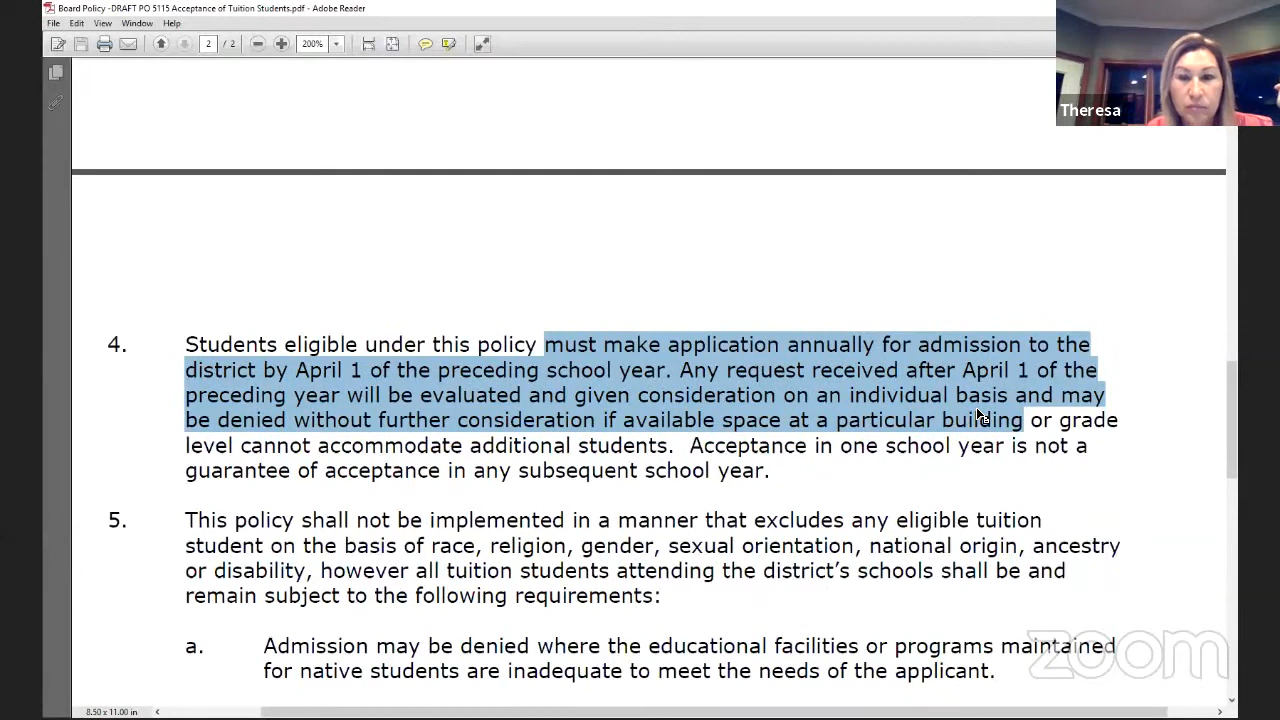 Board Policy -DRAFT PO 5115 Acceptance of Tuition Students.pdf - Adobe Reader
File Edit View Window Help
2 / 2 200%
Theresa
4. Students eligible under this policy must make application annually for admission to the
district by April 1 of the preceding school year. Any request received after April 1 of the
preceding year will be evaluated and given consideration on an individual basis and may
be denied without further consideration if available space at a particular building or grade
level cannot accommodate additional students. Acceptance in one school year is not a
guarantee of acceptance in any subsequent school year.
5. This policy shall not be implemented in a manner that excludes any eligible tuition
student on the basis of race, religion, gender, sexual orientation, national origin, ancestry
or disability, however all tuition students attending the district's schools shall be and
remain subject to the following requirements:
a. Admission may be denied where the educational facilities or programs maintained
for native students are inadequate to meet the needs of the applicant.
zoom
8.50 x 11.00 in